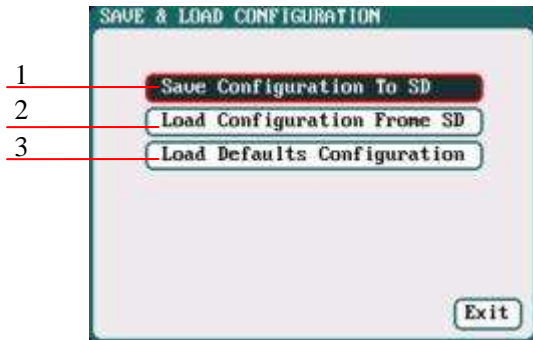 SAVE & LOAD CONFIGURATION
1
Save Configuration To SD
2
Load Configuration Frome SD
3
Load Defaults Configuration
Exit